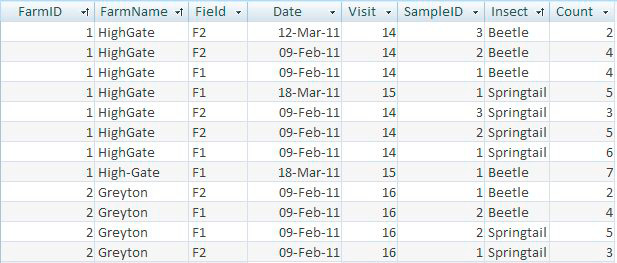 FarmID FarmName Field Date Visit SampleID Insect Count
1 HighGate F2 12-Mar-11 14 3 Beetle 2
1 HighGate F2 09-Feb-11 14 2 Beetle 4
1 HighGate F1 09-Feb-11 14 1 Beetle 4
1 HighGate F1 18-Mar-11 15 1 Springtail 5
1 HighGate F2 09-Feb-11 14 3 Springtail 3
1 HighGate F2 09-Feb-11 14 2 Springtail 5
1 HighGate F1 09-Feb-11 14 1 Springtail 6
1 High-Gate F1 18-Mar-11 15 1 Beetle 7
2 Greyton F2 09-Feb-11 16 1 Beetle 2
2 Greyton F1 09-Feb-11 16 2 Beetle 4
2 Greyton F1 09-Feb-11 16 2 Springtail 5
2 Greyton F2 09-Feb-11 16 1 Springtail 3